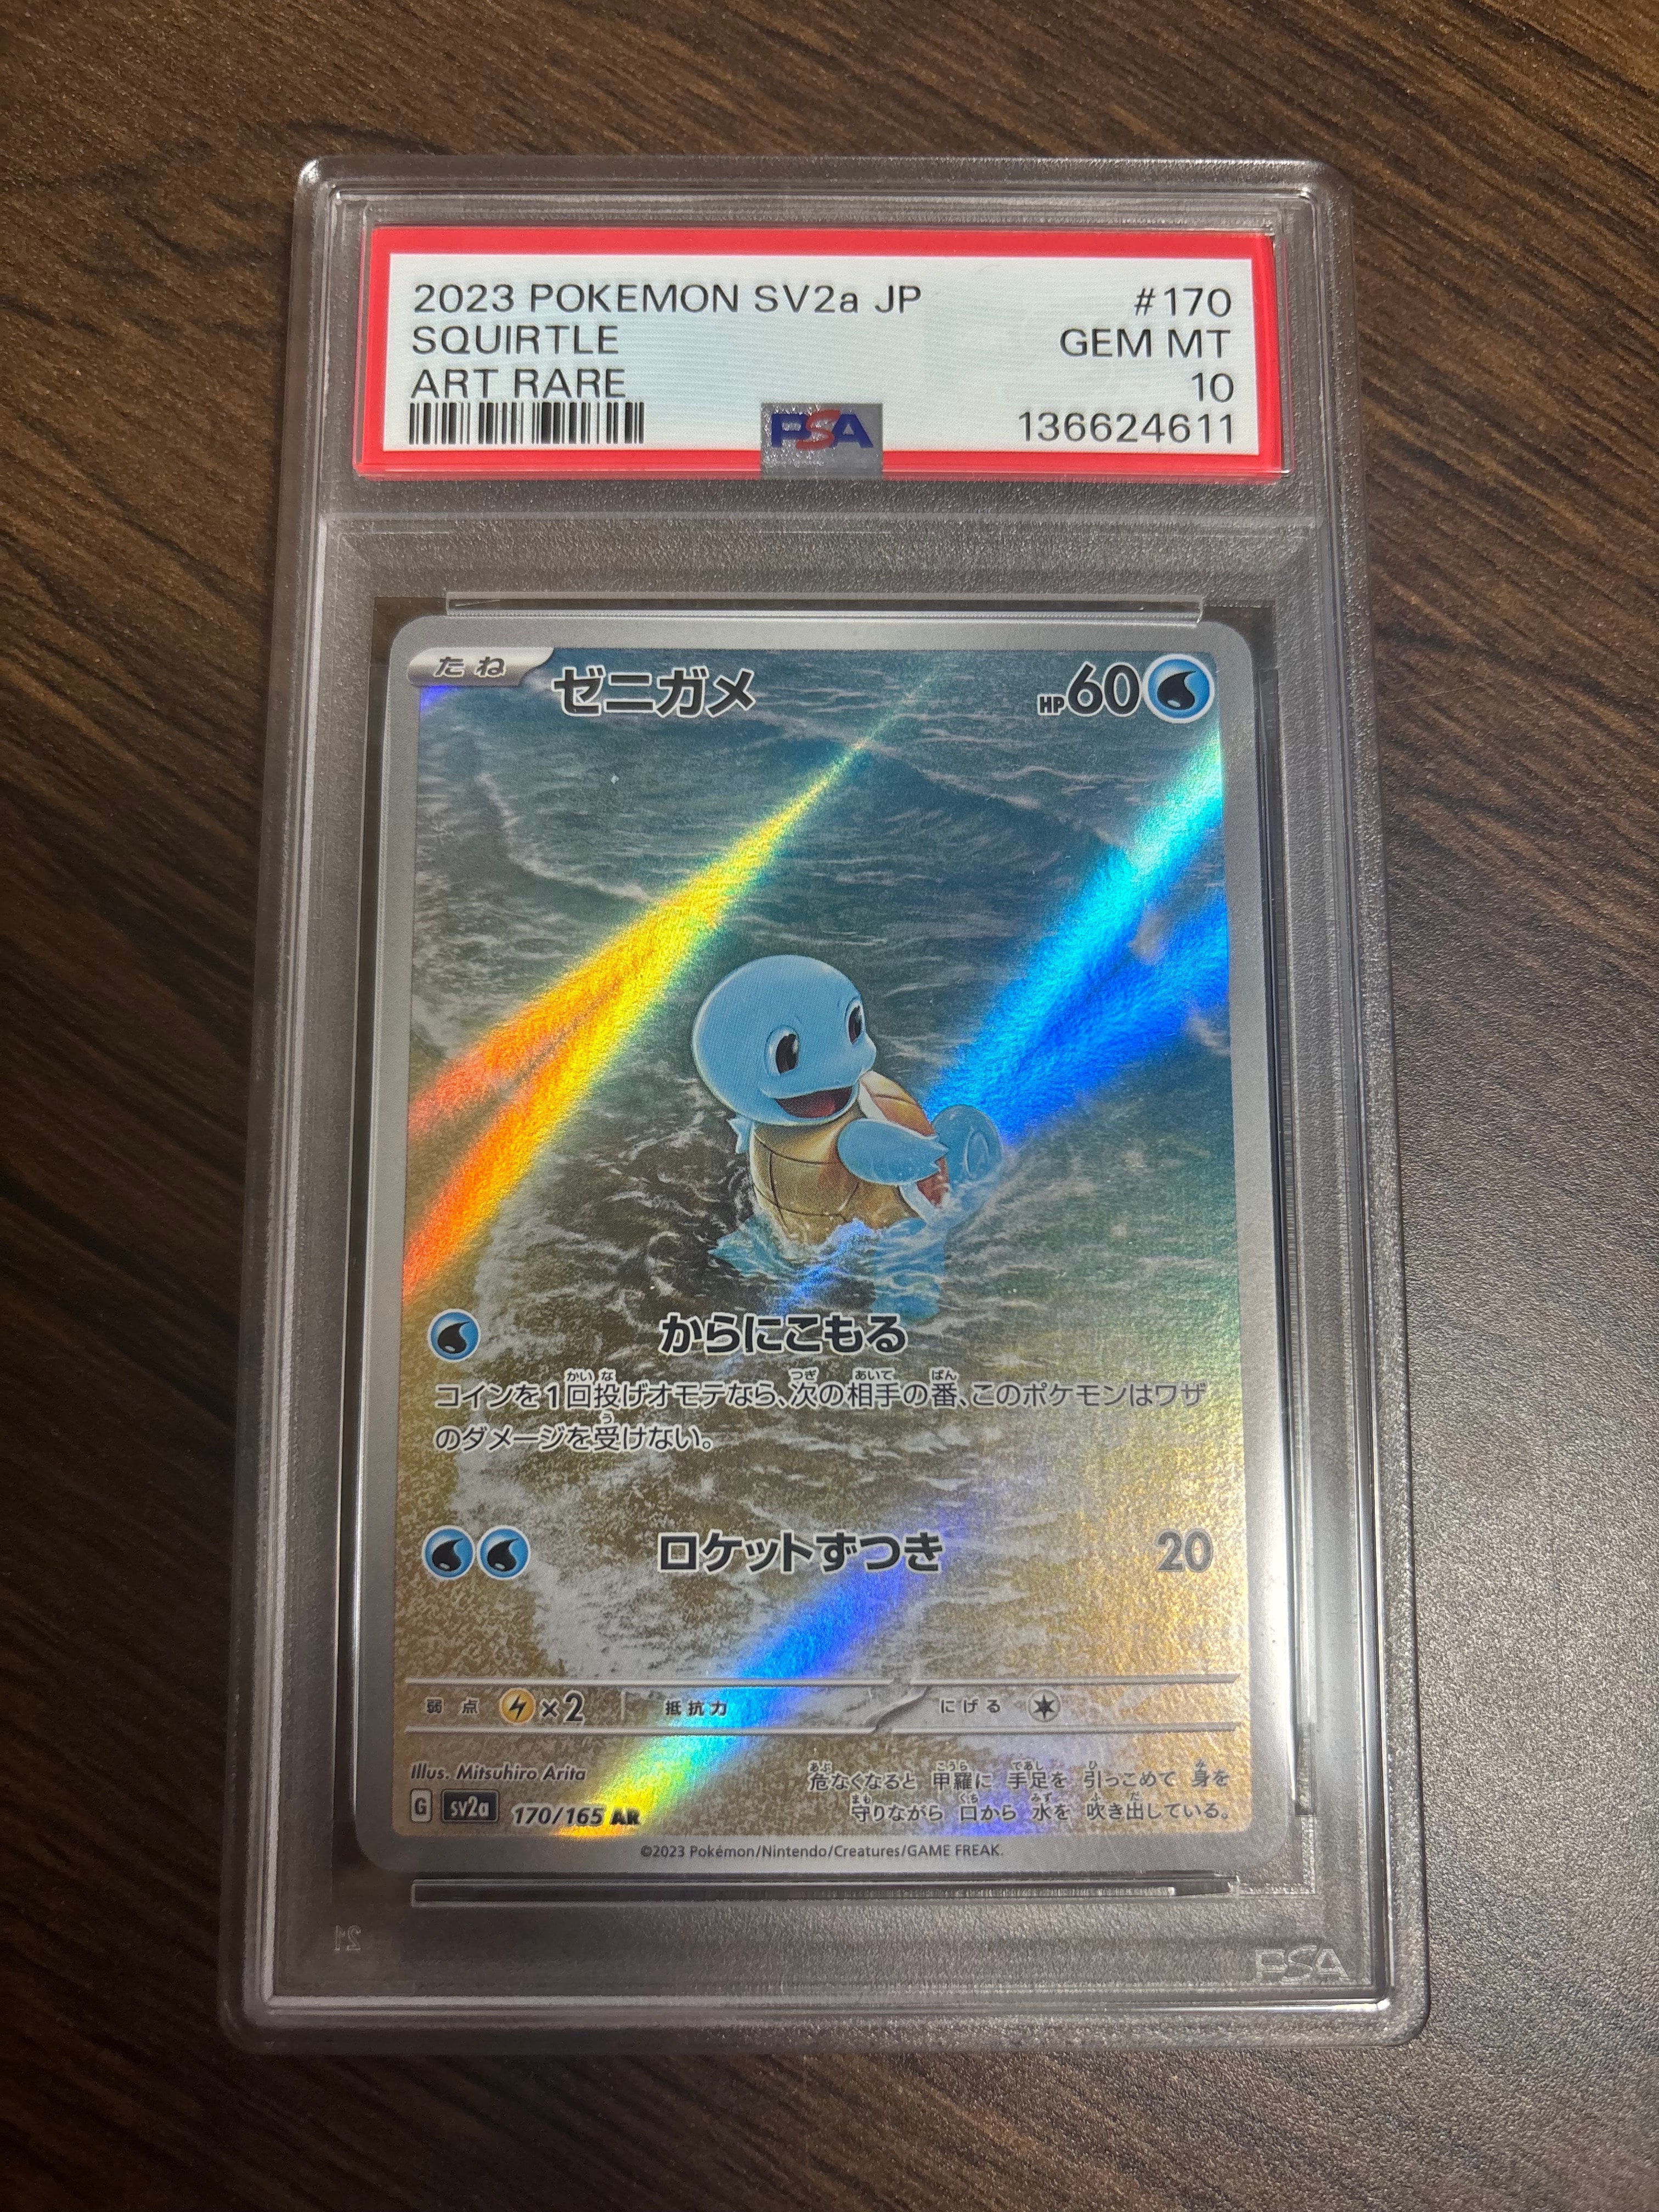 2023 POKEMON SV2a JP #170
SQUIRTLE GEM MT
ART RARE 10
PSA 136624611
たね ゼニガメ HP60
からにこもる
コインを1回投げオモテなら、次の相手の番、このポケモンはワザ
のダメージを受けない。
ロケットずつき 20
弱点 ×2 抵抗力 にげる
Illus. Mitsuhiro Arita
危なくなると 甲羅に 手足を 引っこめて 身を
守りながら 口から 水を 吹き出している。
G sv2a 170/165 AR
©2023 Pokémon/Nintendo/Creatures/GAME FREAK.
PSA